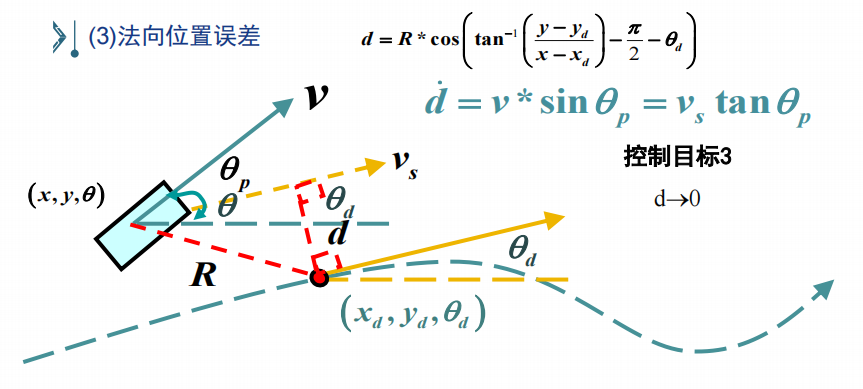 (3)法向位置误差
d = R * cos(tan⁻¹((y − y_d)/(x − x_d)) − π/2 − θ_d)
ḋ = v * sin θ_p = v_s tan θ_p
控制目标3
d→0
v
θ_p
v_s
(x, y, θ)
θ
θ_d
d
θ_d
R
(x_d, y_d, θ_d)